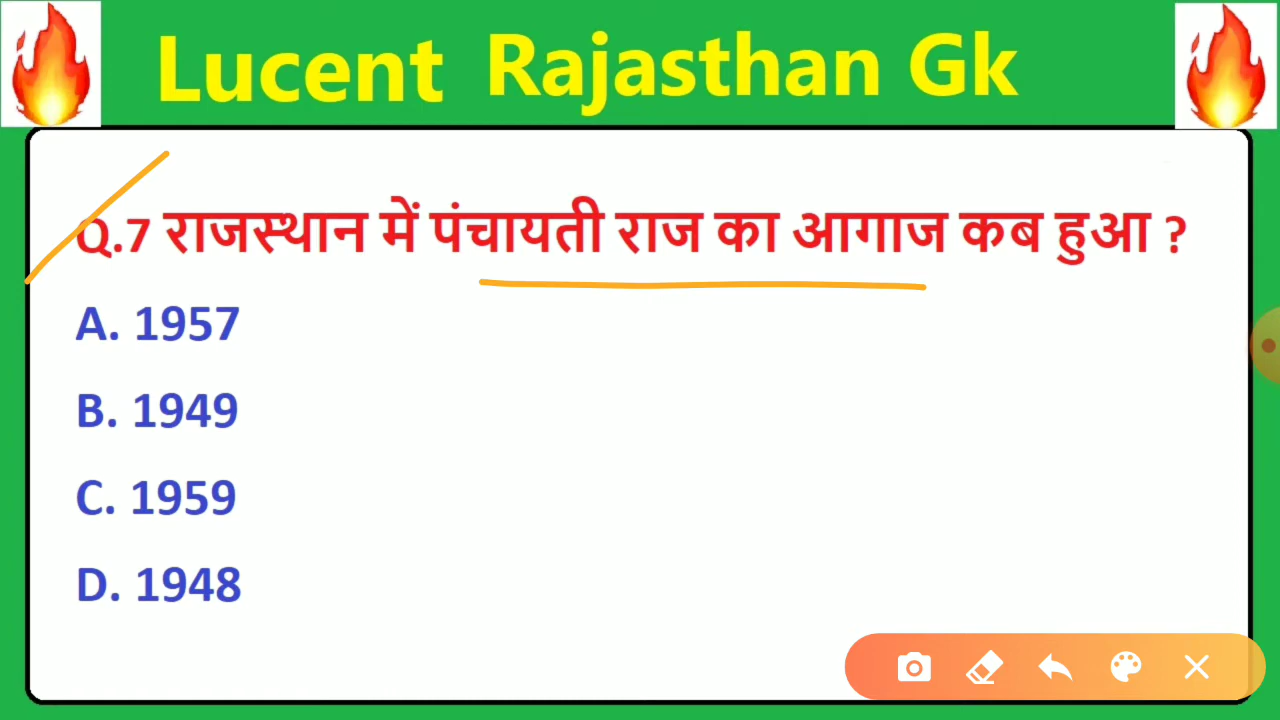 Lucent Rajasthan Gk
Q.7 राजस्थान में पंचायती राज का आगाज कब हुआ ?
A. 1957
B. 1949
C. 1959
D. 1948